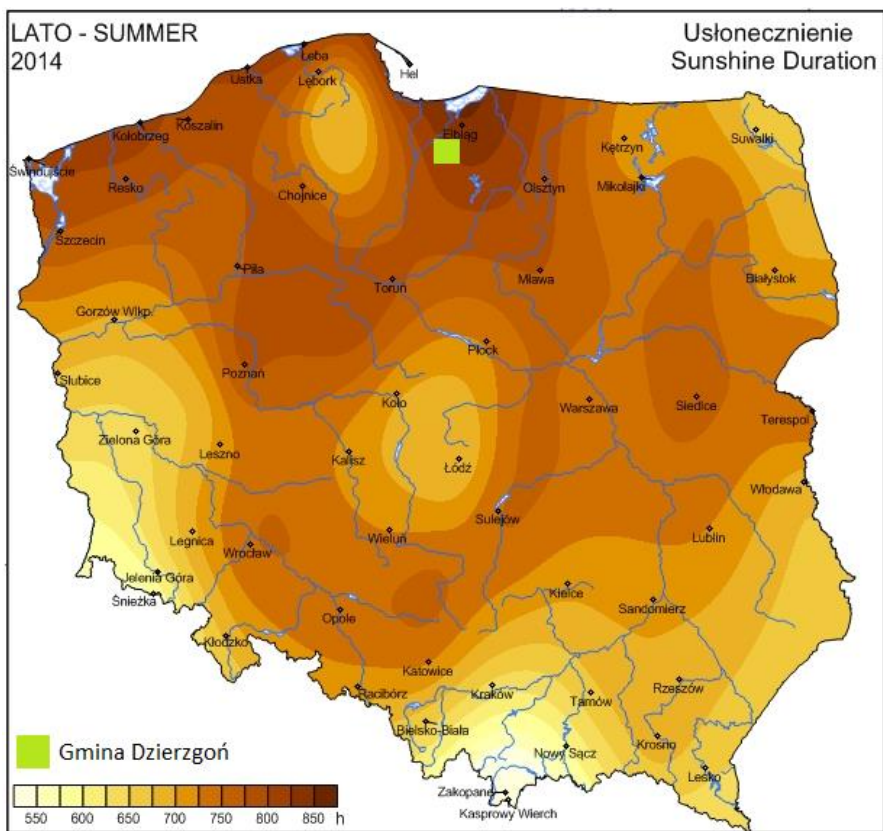 LATO - SUMMER
2014
Usłonecznienie
Sunshine Duration
Łeba
Ustka
Lębork
Hel
Koszalin
Kołobrzeg
Elbląg
Suwałki
Kętrzyn
Świnoujście
Resko
Chojnice
Olsztyn
Mikołajki
Szczecin
Piła
Toruń
Mława
Białystok
Gorzów Wlkp.
Płock
Poznań
Słubice
Koło
Warszawa
Siedlce
Terespol
Zielona Góra
Leszno
Kalisz
Łódź
Włodawa
Sulejów
Legnica
Wrocław
Wieluń
Lublin
Jelenia Góra
Śnieżka
Kielce
Opole
Sandomierz
Kłodzko
Katowice
Racibórz
Kraków
Tarnów
Rzeszów
Bielsko-Biała
Nowy Sącz
Krosno
Lesko
Zakopane
Kasprowy Wierch
Gmina Dzierzgoń
550 600 650 700 750 800 850 h